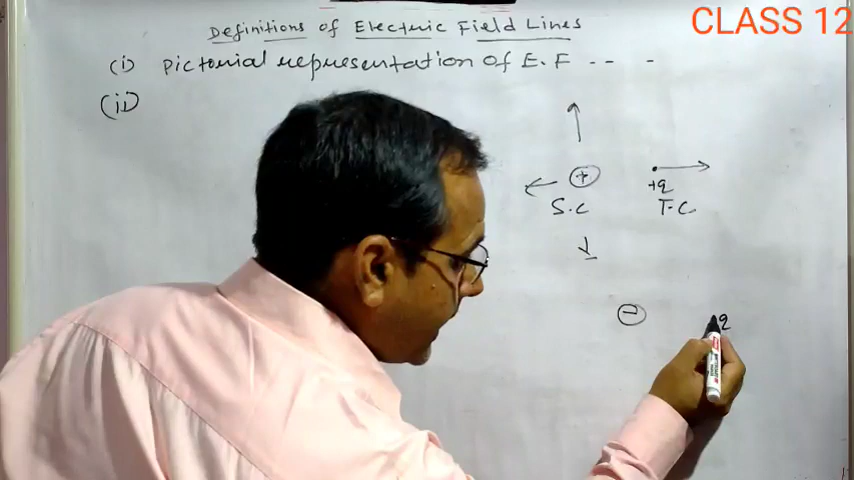 CLASS 12
Definitions of Electric Field Lines
(i) Pictorial representation of E.F -- -
(ii)
+
+q
S.C T.C.
−
q